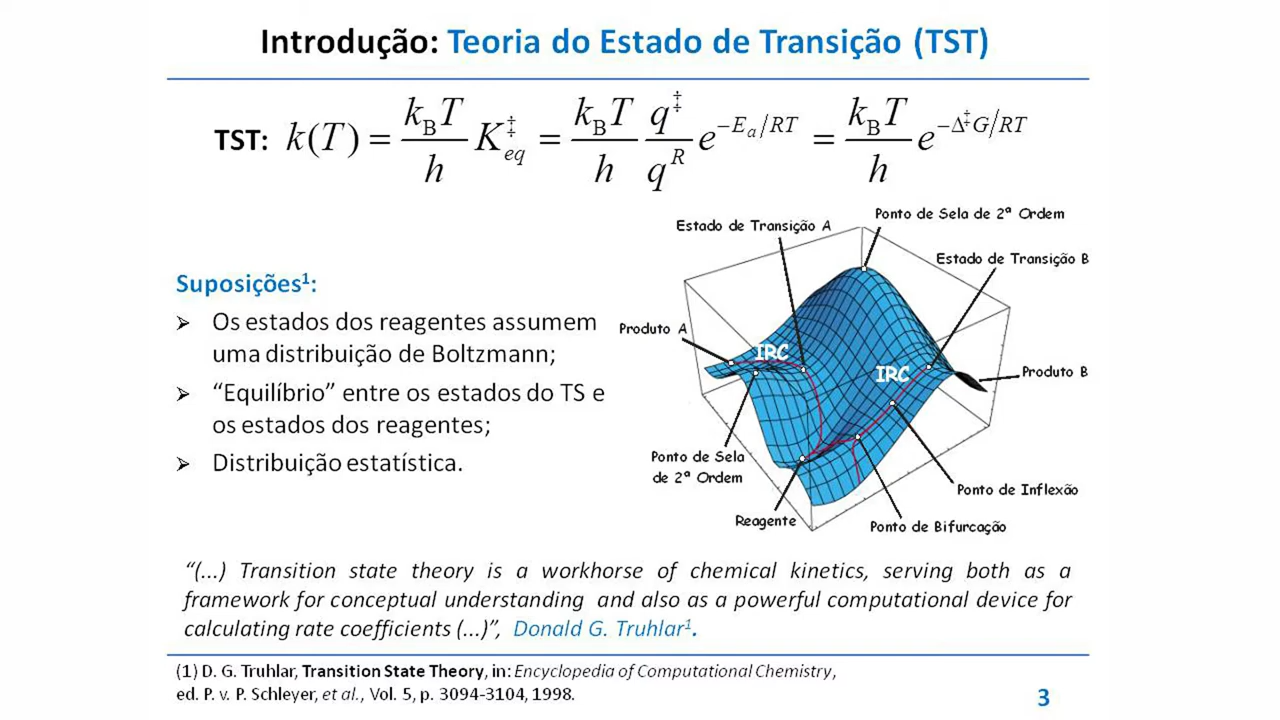 Introdução: Teoria do Estado de Transição (TST)
TST: k(T) = k_B T / h K_eq^‡ = k_B T / h q^‡ / q^R e^{-E_a/RT} = k_B T / h e^{-Δ^‡G/RT}
Suposições¹:
➢ Os estados dos reagentes assumem
uma distribuição de Boltzmann;
➢ “Equilíbrio” entre os estados do TS e
os estados dos reagentes;
➢ Distribuição estatística.
Ponto de Sela de 2ª Ordem
Estado de Transição A
Estado de Transição B
Produto A
IRC
IRC
Produto B
Ponto de Sela
de 2ª Ordem
Ponto de Inflexão
Reagente
Ponto de Bifurcação
“(...) Transition state theory is a workhorse of chemical kinetics, serving both as a
framework for conceptual understanding and also as a powerful computational device for
calculating rate coefficients (...)”, Donald G. Truhlar¹.
(1) D. G. Truhlar, Transition State Theory, in: Encyclopedia of Computational Chemistry,
ed. P. v. P. Schleyer, et al., Vol. 5, p. 3094-3104, 1998.
3